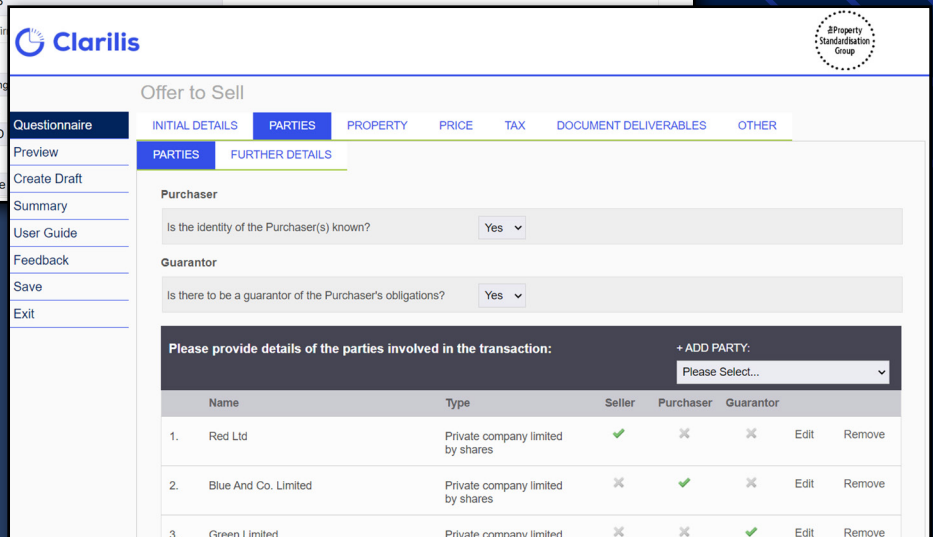 Clarilis
Property
Standardisation
Group
Offer to Sell
Questionnaire
Preview
Create Draft
Summary
User Guide
Feedback
Save
Exit
INITIAL DETAILS PARTIES PROPERTY PRICE TAX DOCUMENT DELIVERABLES OTHER
PARTIES FURTHER DETAILS
Purchaser
Is the identity of the Purchaser(s) known? Yes
Guarantor
Is there to be a guarantor of the Purchaser's obligations? Yes
Please provide details of the parties involved in the transaction:
+ ADD PARTY:
Please Select...
Name Type Seller Purchaser Guarantor
1. Red Ltd Private company limited by shares Edit Remove
2. Blue And Co. Limited Private company limited by shares Edit Remove
3. Green Limited Private company limited Edit Remove